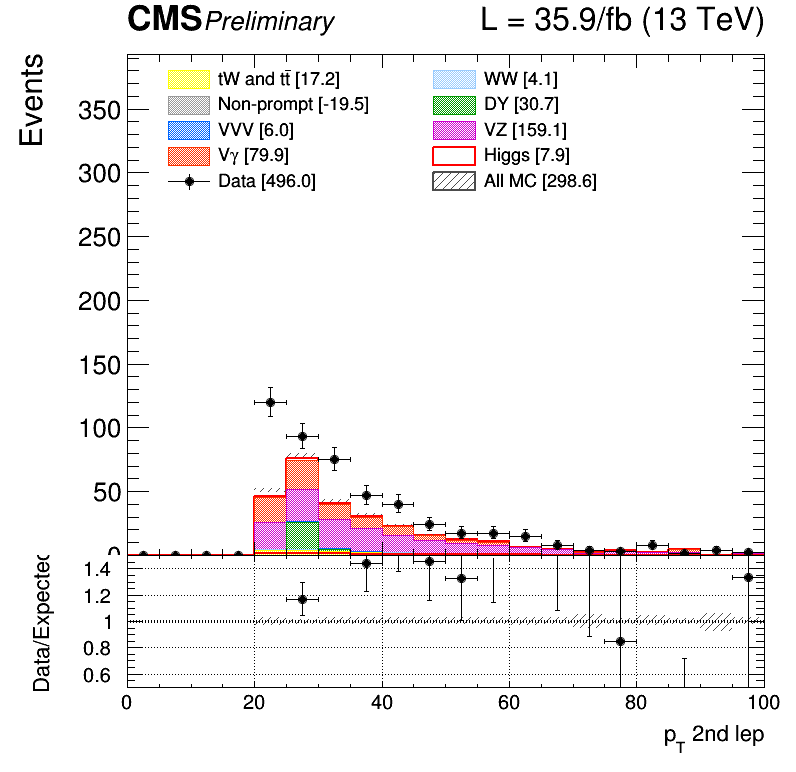 CMS Preliminary L = 35.9/fb (13 TeV)
Events
tW and tt̄ [17.2] WW [4.1]
Non-prompt [-19.5] DY [30.7]
VVV [6.0] VZ [159.1]
Vγ [79.9] Higgs [7.9]
Data [496.0] All MC [298.6]
350
300
250
200
150
100
50
0
Data/Expected
1.4
1.2
1
0.8
0.6
0 20 40 60 80 100
p_T 2nd lep